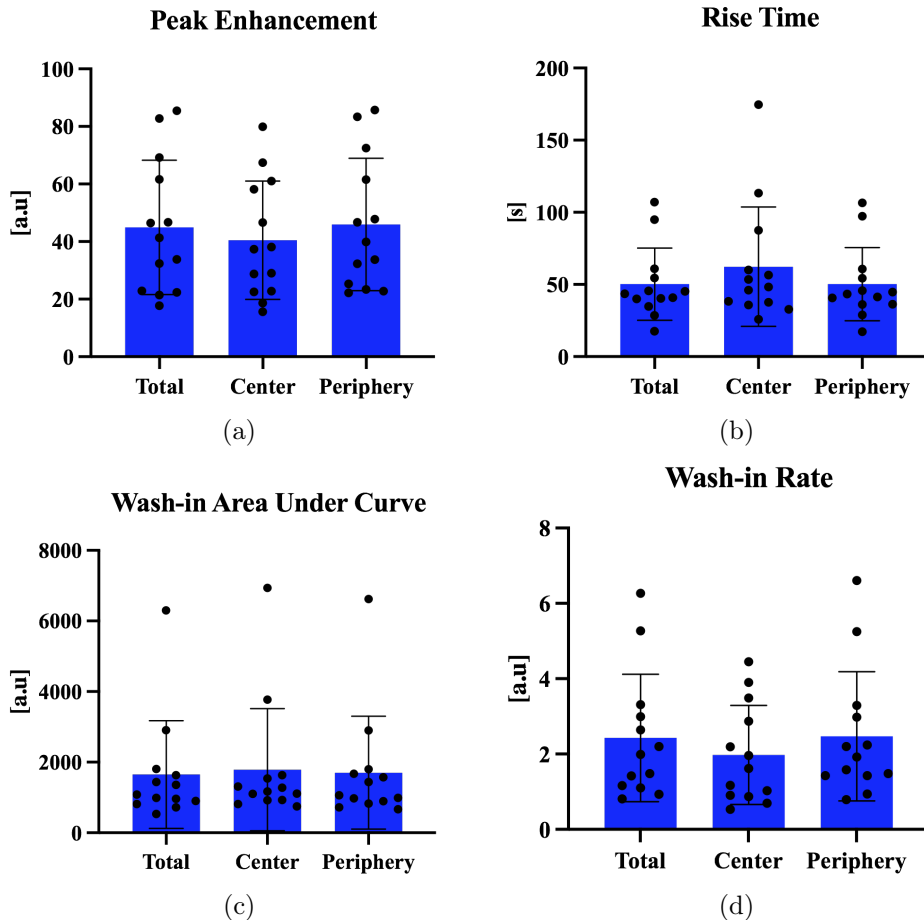 Peak Enhancement
100
80
60
40
20
0
[a.u]
Total Center Periphery
(a)
Rise Time
200
150
100
50
0
[s]
Total Center Periphery
(b)
Wash-in Area Under Curve
8000
6000
4000
2000
0
[a.u]
Total Center Periphery
(c)
Wash-in Rate
8
6
4
2
0
[a.u]
Total Center Periphery
(d)